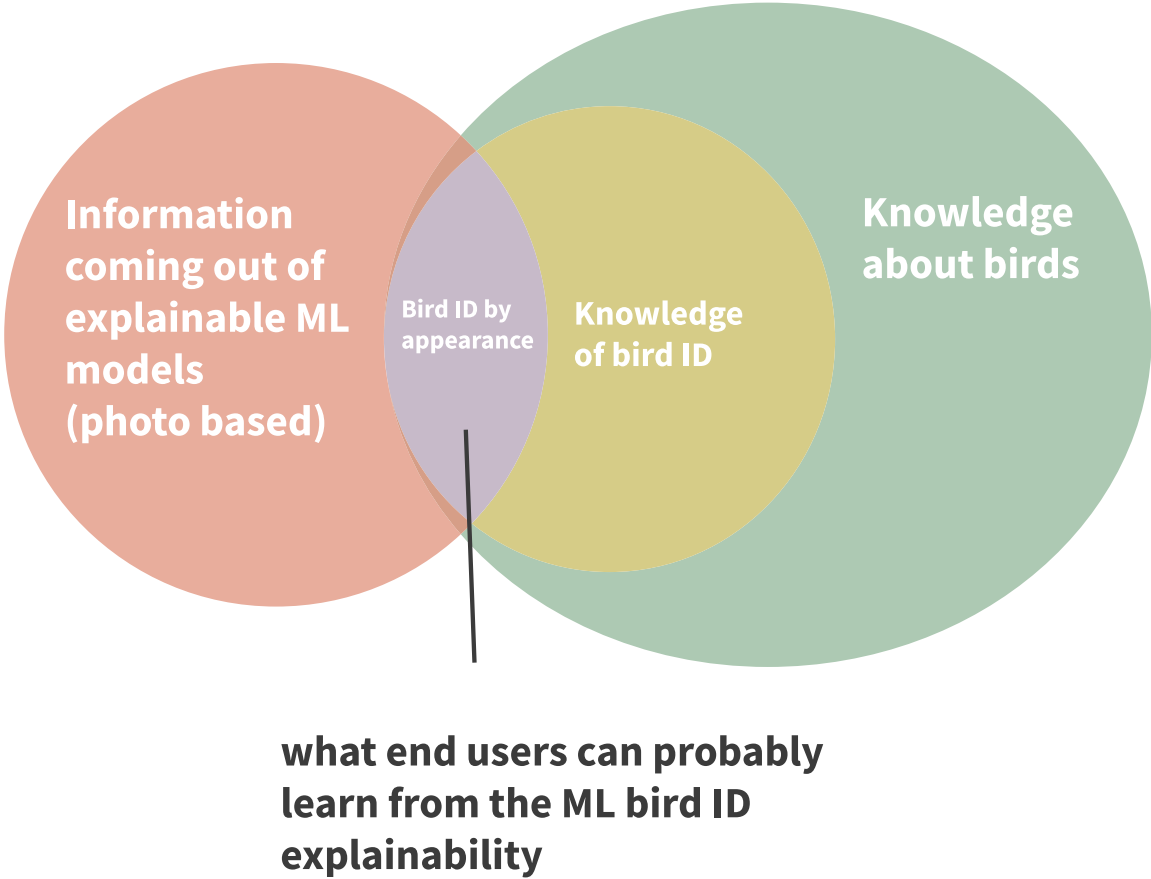 Information
coming out of
explainable ML
models
(photo based)
Bird ID by
appearance
Knowledge
of bird ID
Knowledge
about birds
what end users can probably
learn from the ML bird ID
explainability